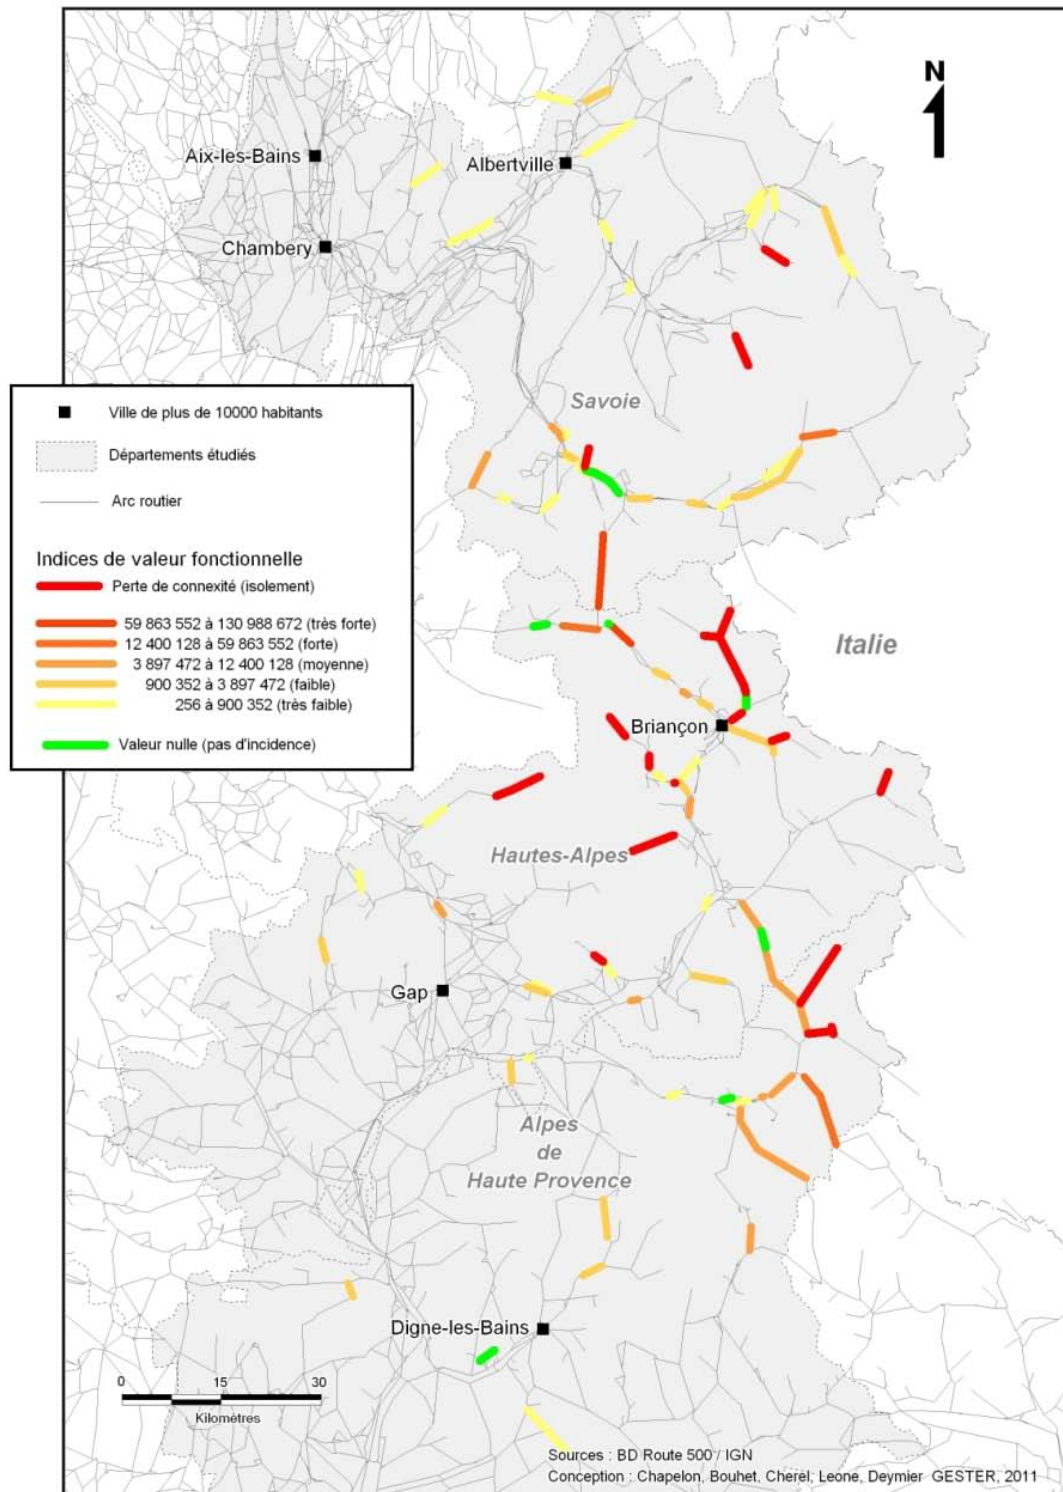 N
Aix-les-Bains
Albertville
Chambery
Savoie
Ville de plus de 10000 habitants
Départements étudiés
Arc routier
Indices de valeur fonctionnelle
Perte de connexité (isolement)
59 863 552 à 130 988 672 (très forte)
12 400 128 à 59 863 552 (forte)
3 897 472 à 12 400 128 (moyenne)
900 352 à 3 897 472 (faible)
256 à 900 352 (très faible)
Valeur nulle (pas d'incidence)
Italie
Briançon
Hautes-Alpes
Gap
Alpes
de
Haute Provence
Digne-les-Bains
0 15 30
Kilomètres
Sources : BD Route 500 / IGN
Conception : Chapelon, Bouhet, Cherel, Leone, Deymier GESTER, 2011